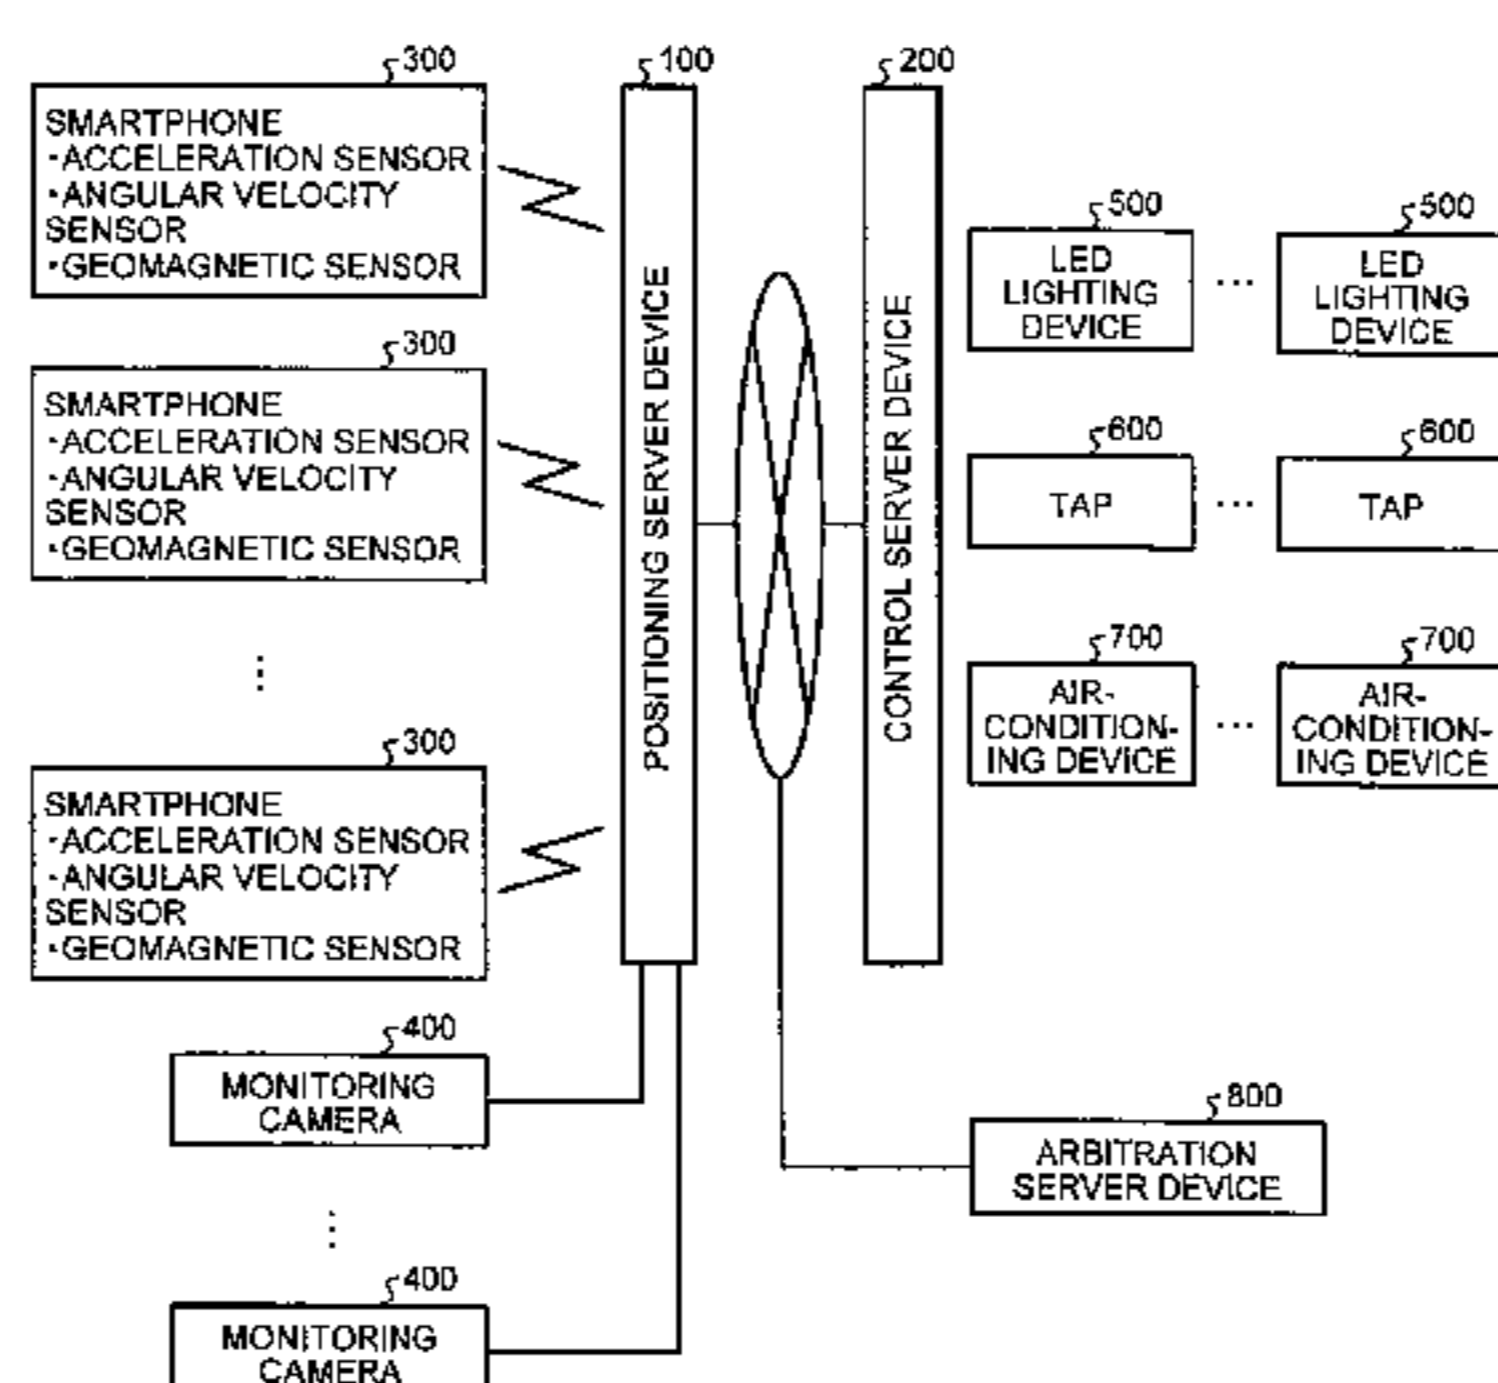 300
SMARTPHONE
·ACCELERATION SENSOR
·ANGULAR VELOCITY
SENSOR
·GEOMAGNETIC SENSOR
300
SMARTPHONE
·ACCELERATION SENSOR
·ANGULAR VELOCITY
SENSOR
·GEOMAGNETIC SENSOR
300
SMARTPHONE
·ACCELERATION SENSOR
·ANGULAR VELOCITY
SENSOR
·GEOMAGNETIC SENSOR
400
MONITORING
CAMERA
400
MONITORING
CAMERA
100
POSITIONING SERVER DEVICE
200
CONTROL SERVER DEVICE
500
LED
LIGHTING
DEVICE
...
500
LED
LIGHTING
DEVICE
600
TAP
...
600
TAP
700
AIR-
CONDITION-
ING DEVICE
...
700
AIR-
CONDITION-
ING DEVICE
800
ARBITRATION
SERVER DEVICE